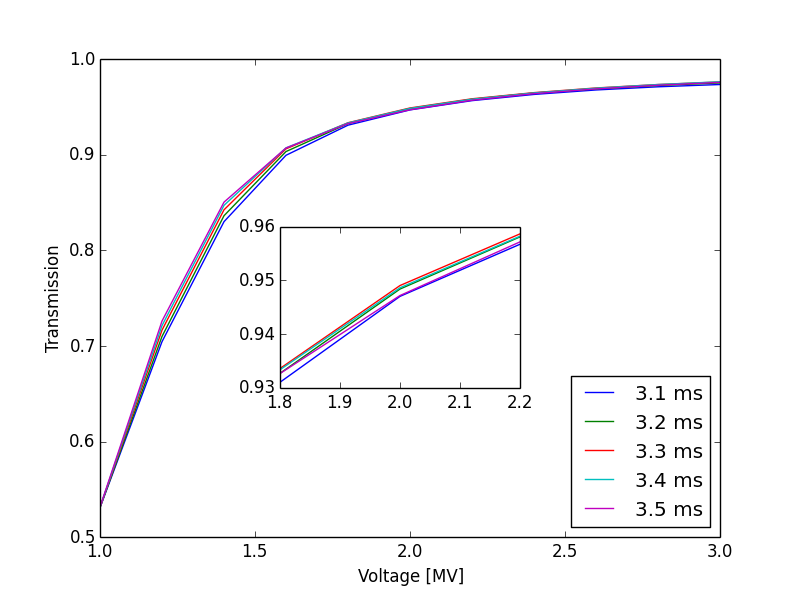 1.0
0.9
0.8
0.7
0.6
0.5
Transmission
0.96
0.95
0.94
0.93
1.8 1.9 2.0 2.1 2.2
3.1 ms
3.2 ms
3.3 ms
3.4 ms
3.5 ms
1.0 1.5 2.0 2.5 3.0
Voltage [MV]